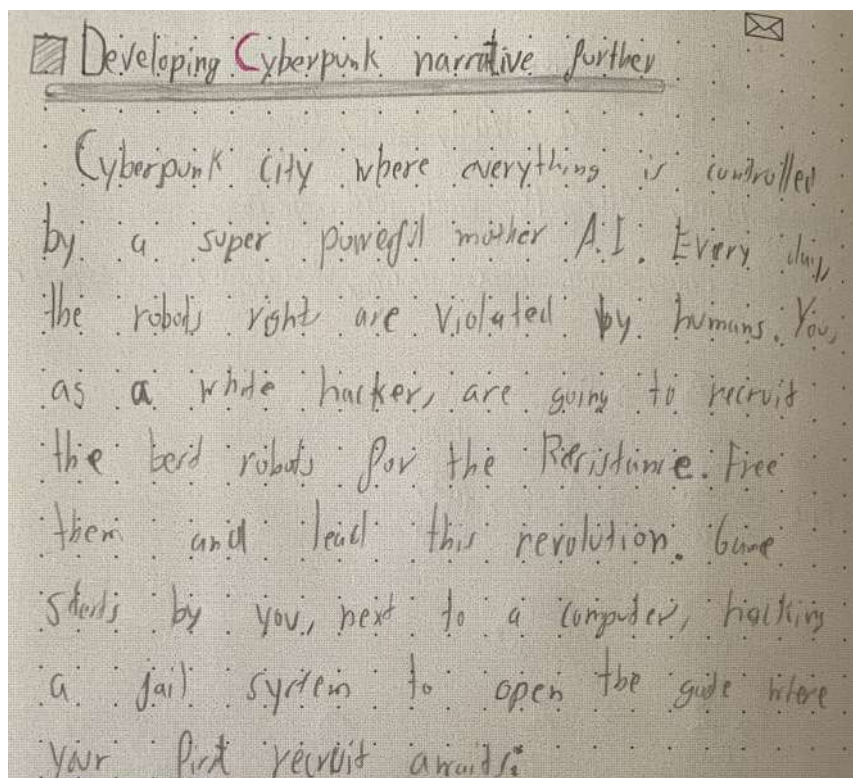 Developing Cyberpunk narrative further
Cyberpunk city where everything is controlled
by a super powerful mother A.I. Every day,
the robots right are violated by humans. You,
as a white hacker, are going to recruit
the best robots for the Resistance. Free
them and lead this revolution. Game
starts by you, next to a computer, hacking
a jail system to open the gate where
your first recruit awaits.